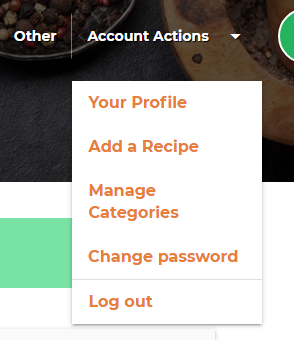 Other
Account Actions
Your Profile
Add a Recipe
Manage
Categories
Change password
Log out